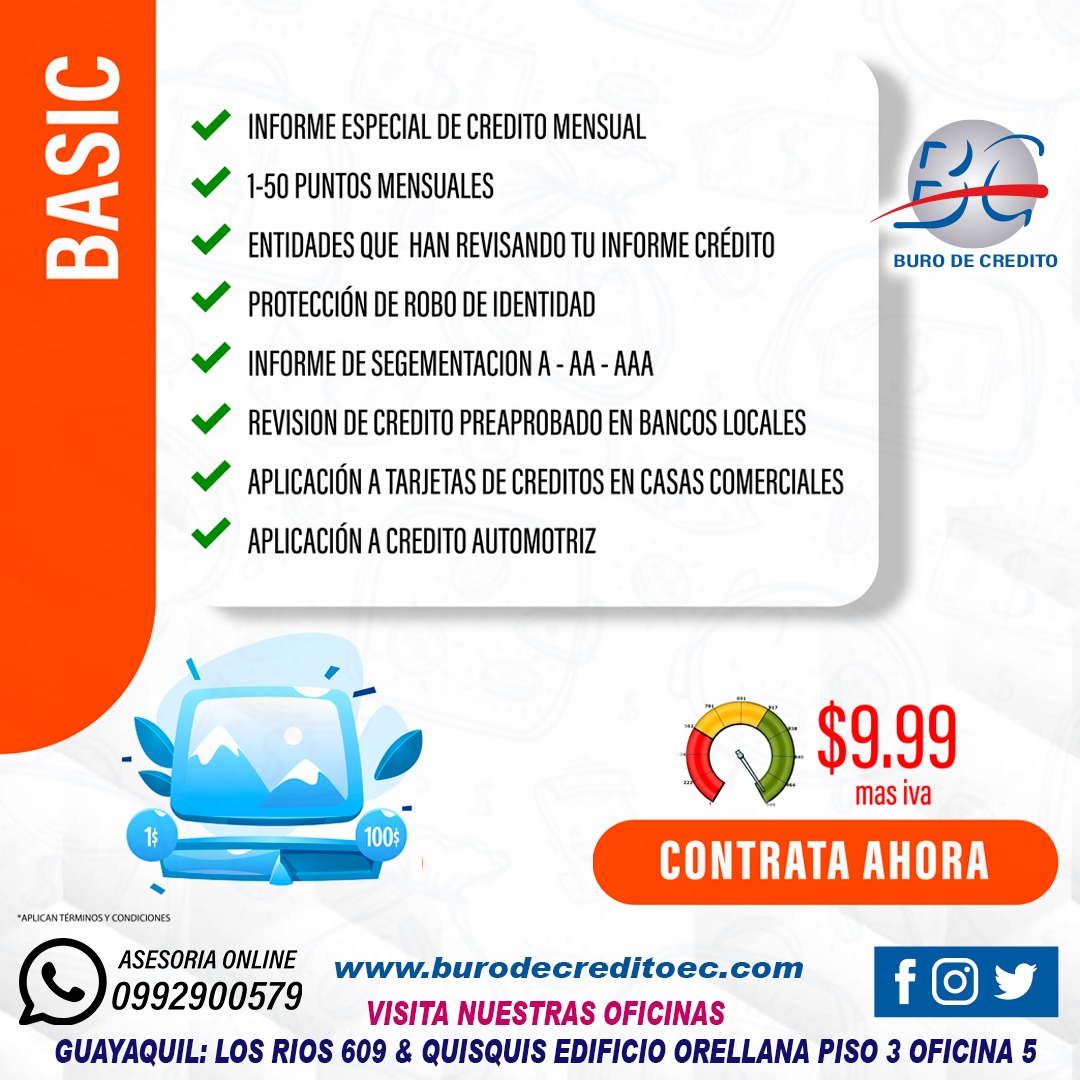 BASIC
INFORME ESPECIAL DE CREDITO MENSUAL
1-50 PUNTOS MENSUALES
ENTIDADES QUE HAN REVISANDO TU INFORME CRÉDITO
PROTECCIÓN DE ROBO DE IDENTIDAD
INFORME DE SEGEMENTACION A - AA - AAA
REVISION DE CREDITO PREAPROBADO EN BANCOS LOCALES
APLICACIÓN A TARJETAS DE CREDITOS EN CASAS COMERCIALES
APLICACIÓN A CREDITO AUTOMOTRIZ
BC
BURO DE CREDITO
1$
100$
$9.99
mas iva
CONTRATA AHORA
*APLICAN TÉRMINOS Y CONDICIONES
ASESORIA ONLINE
0992900579
www.burodecreditoec.com
VISITA NUESTRAS OFICINAS
GUAYAQUIL: LOS RIOS 609 & QUISQUIS EDIFICIO ORELLANA PISO 3 OFICINA 5